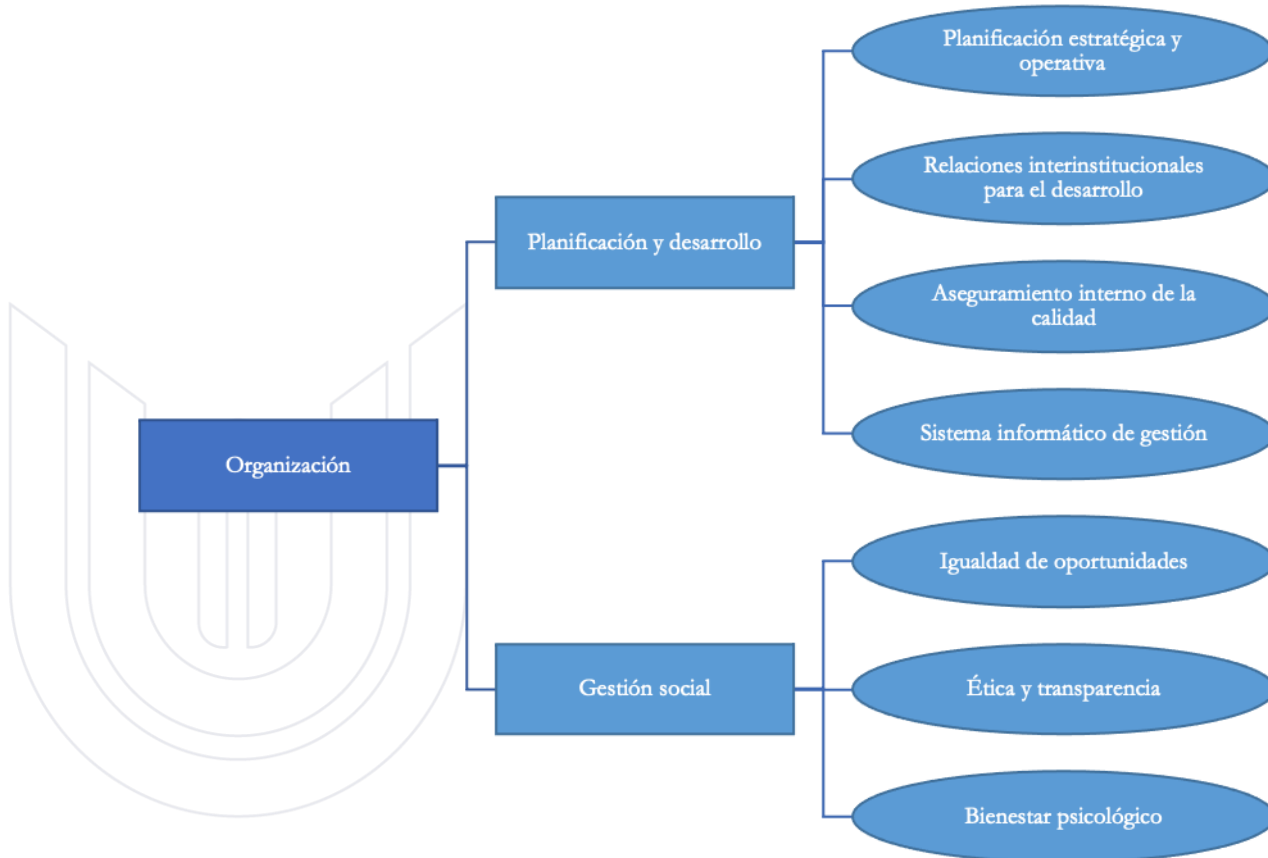 Planificación estratégica y
operativa
Relaciones interinstitucionales
para el desarrollo
Planificación y desarrollo
Aseguramiento interno de la
calidad
Sistema informático de gestión
Organización
Igualdad de oportunidades
Gestión social
Ética y transparencia
Bienestar psicológico